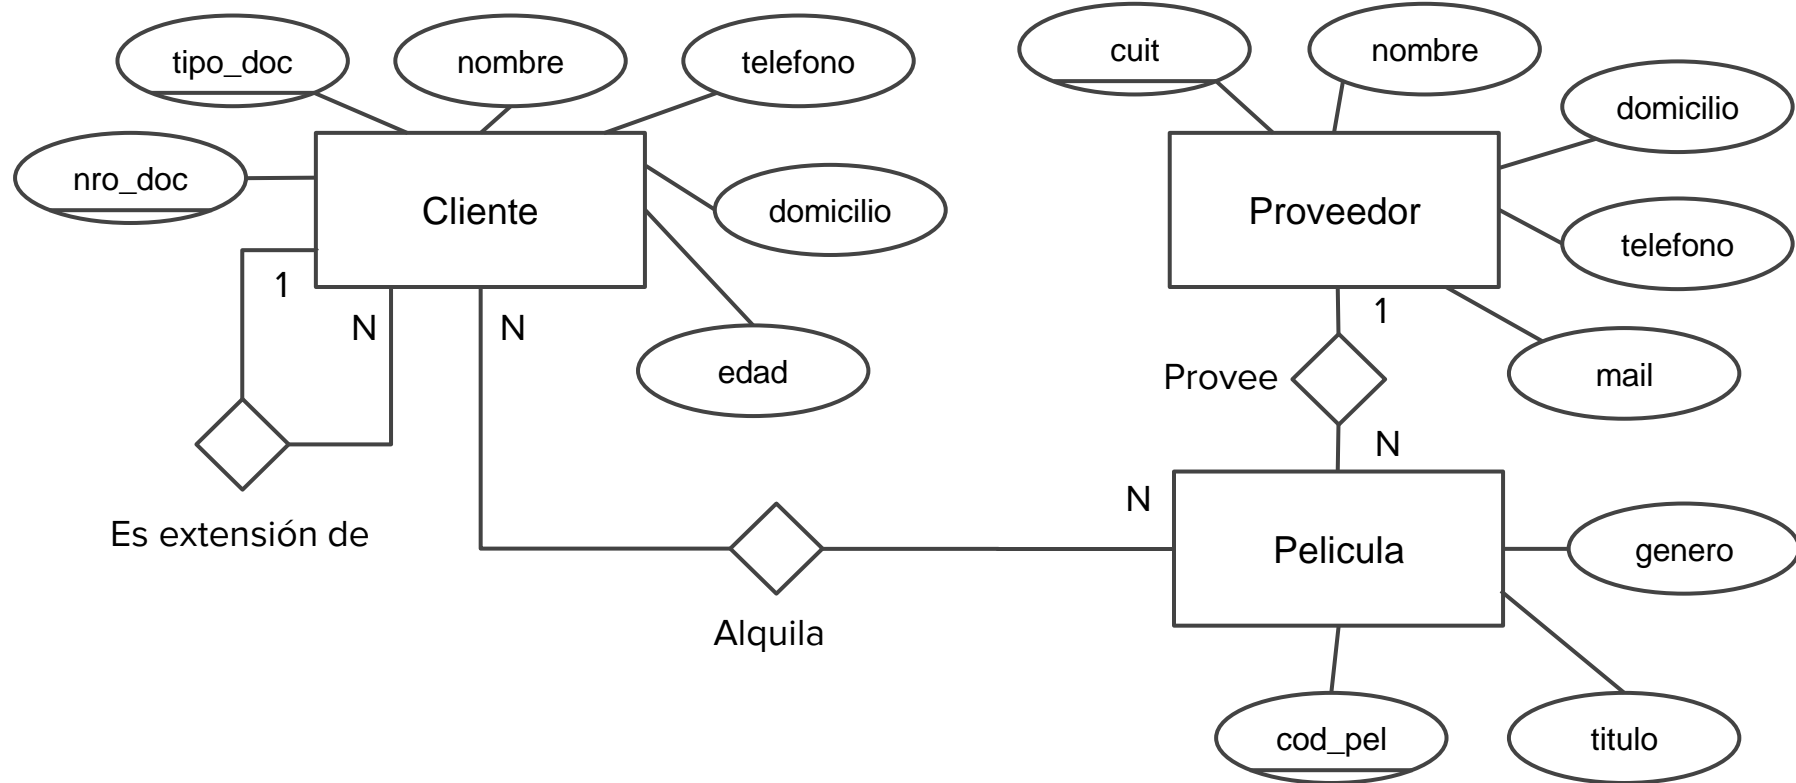 tipo_doc
nombre
telefono
nro_doc
Cliente
domicilio
edad
1
N
N
Es extensión de
Alquila
cuit
nombre
domicilio
Proveedor
telefono
mail
1
Provee
N
N
Pelicula
genero
cod_pel
titulo